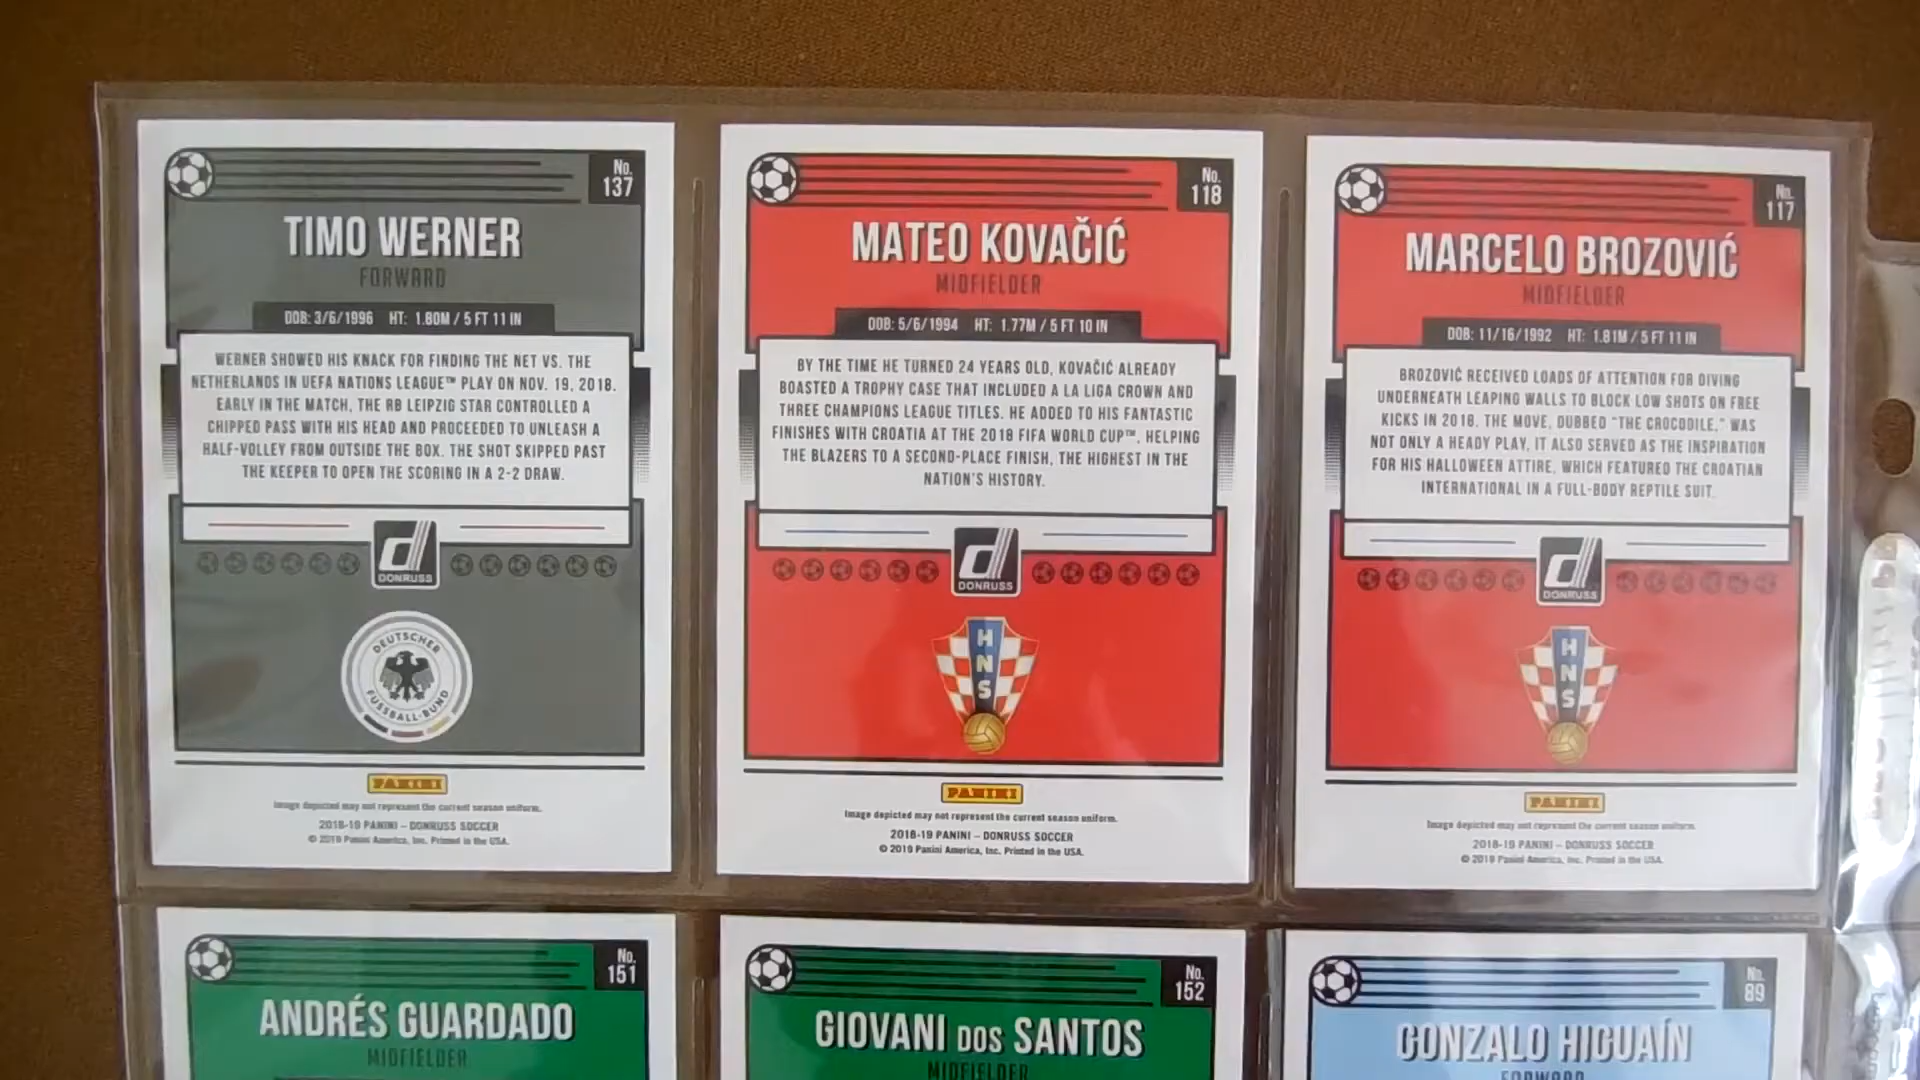 No.
137
TIMO WERNER
FORWARD
DOB: 3/6/1996 HT: 1.80M / 5 FT 11 IN
WERNER SHOWED HIS KNACK FOR FINDING THE NET VS. THE
NETHERLANDS IN UEFA NATIONS LEAGUE™ PLAY ON NOV. 19, 2018.
EARLY IN THE MATCH, THE RB LEIPZIG STAR CONTROLLED A
CHIPPED PASS WITH HIS HEAD AND PROCEEDED TO UNLEASH A
HALF-VOLLEY FROM OUTSIDE THE BOX. THE SHOT SKIPPED PAST
THE KEEPER TO OPEN THE SCORING IN A 2-2 DRAW.
d
DONRUSS
DEUTSCHER
FUSSBALL-BUND
PANINI
Image depicted may not represent the current season uniform.
2018-19 PANINI – DONRUSS SOCCER
© 2019 Panini America, Inc. Printed in the USA.
No.
118
MATEO KOVAČIĆ
MIDFIELDER
DOB: 5/6/1994 HT: 1.77M / 5 FT 10 IN
BY THE TIME HE TURNED 24 YEARS OLD, KOVAČIĆ ALREADY
BOASTED A TROPHY CASE THAT INCLUDED A LA LIGA CROWN AND
THREE CHAMPIONS LEAGUE TITLES. HE ADDED TO HIS FANTASTIC
FINISHES WITH CROATIA AT THE 2018 FIFA WORLD CUP™, HELPING
THE BLAZERS TO A SECOND-PLACE FINISH, THE HIGHEST IN THE
NATION'S HISTORY.
d
DONRUSS
HNS
PANINI
Image depicted may not represent the current season uniform.
2018-19 PANINI – DONRUSS SOCCER
© 2019 Panini America, Inc. Printed in the USA.
No.
117
MARCELO BROZOVIĆ
MIDFIELDER
DOB: 11/16/1992 HT: 1.81M / 5 FT 11 IN
BROZOVIĆ RECEIVED LOADS OF ATTENTION FOR DIVING
UNDERNEATH LEAPING WALLS TO BLOCK LOW SHOTS ON FREE
KICKS IN 2018. THE MOVE, DUBBED "THE CROCODILE," WAS
NOT ONLY A HEADY PLAY, IT ALSO SERVED AS THE INSPIRATION
FOR HIS HALLOWEEN ATTIRE, WHICH FEATURED THE CROATIAN
INTERNATIONAL IN A FULL-BODY REPTILE SUIT.
d
DONRUSS
HNS
PANINI
Image depicted may not represent the current season uniform.
2018-19 PANINI – DONRUSS SOCCER
© 2019 Panini America, Inc. Printed in the USA.
No.
151
ANDRÉS GUARDADO
MIDFIELDER
No.
152
GIOVANI DOS SANTOS
MIDFIELDER
No.
89
GONZALO HIGUAÍN
FORWARD